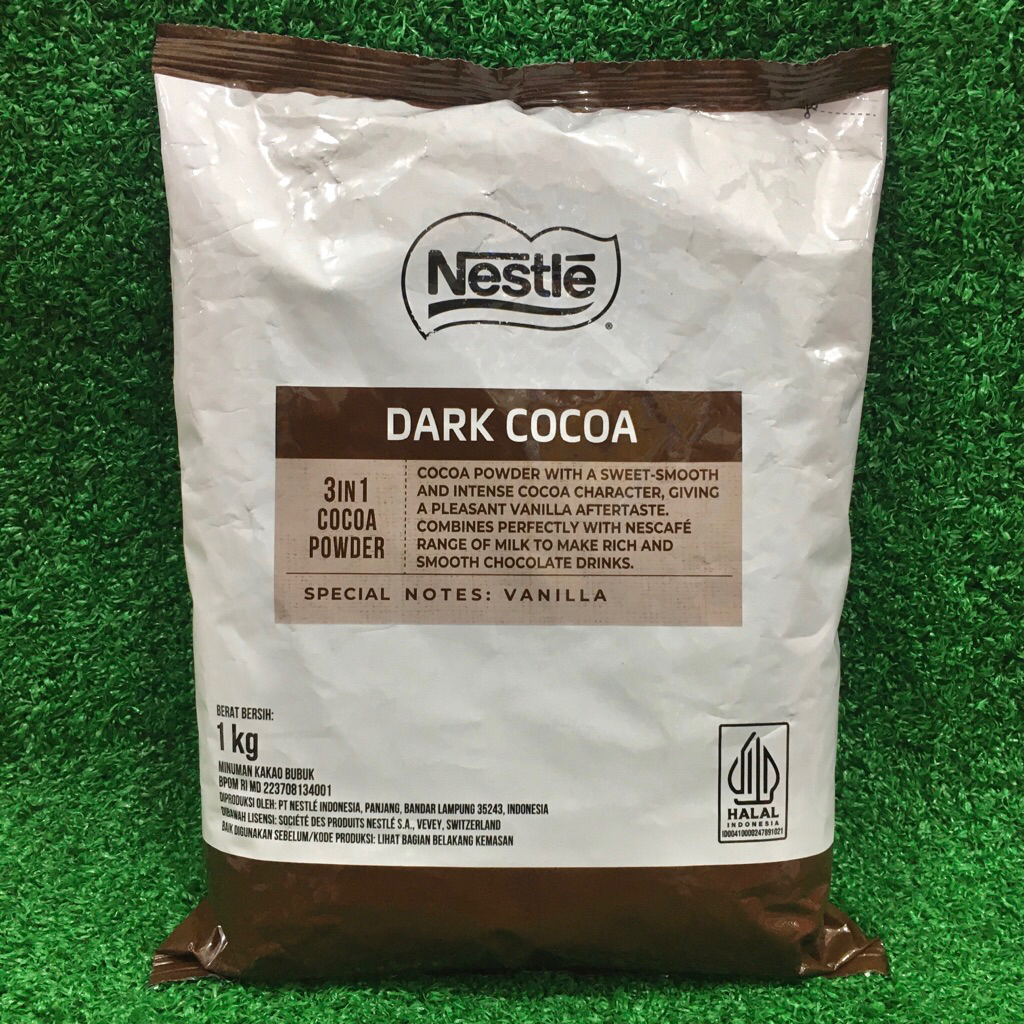 Nestlé
DARK COCOA
3IN1
COCOA
POWDER
COCOA POWDER WITH A SWEET-SMOOTH
AND INTENSE COCOA CHARACTER, GIVING
A PLEASANT VANILLA AFTERTASTE.
COMBINES PERFECTLY WITH NESCAFÉ
RANGE OF MILK TO MAKE RICH AND
SMOOTH CHOCOLATE DRINKS.
SPECIAL NOTES: VANILLA
BERAT BERSIH:
1 kg
MINUMAN KAKAO BUBUK
BPOM RI MD 223708134001
DIPRODUKSI OLEH: PT NESTLÉ INDONESIA, PANJANG, BANDAR LAMPUNG 35243, INDONESIA
DIBAWAH LISENSI: SOCIÉTÉ DES PRODUITS NESTLÉ S.A., VEVEY, SWITZERLAND
BAIK DIGUNAKAN SEBELUM/KODE PRODUKSI: LIHAT BAGIAN BELAKANG KEMASAN
HALAL
INDONESIA
ID00410000247891021